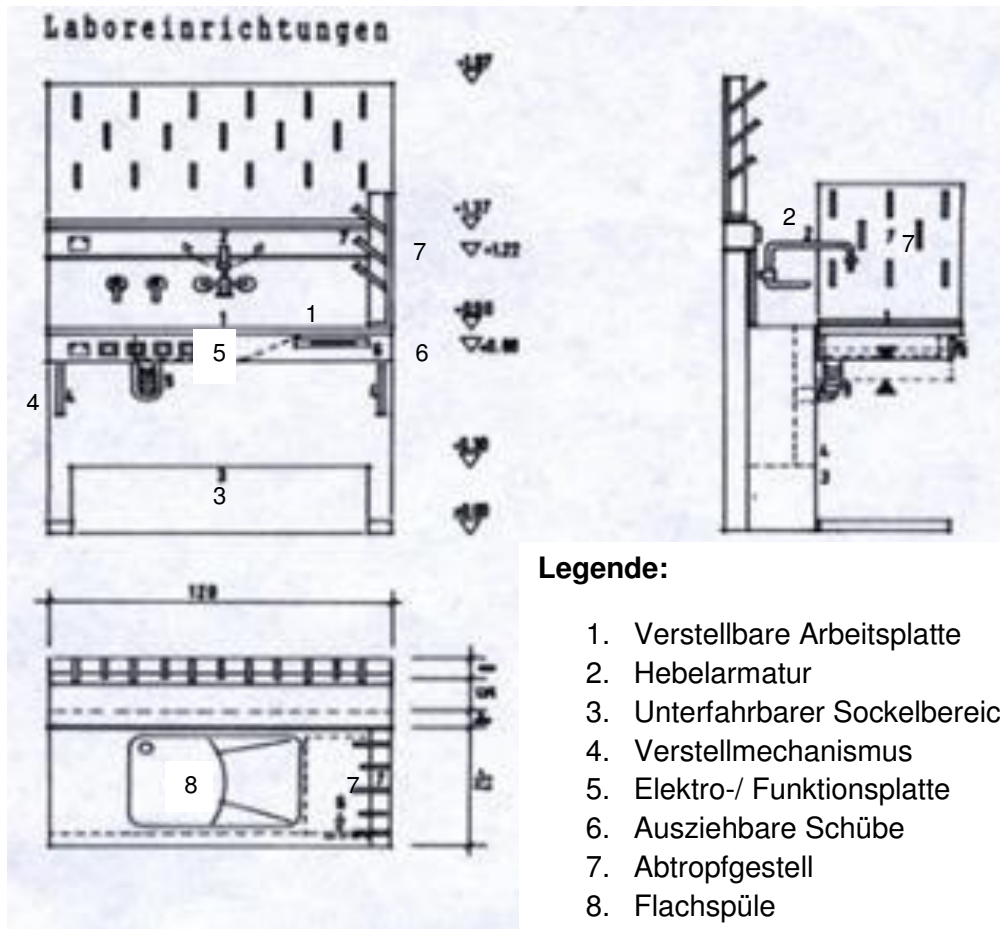 Laboreinrichtungen
7
2
7
1
5
6
4
3
120
8
7
Legende:
1. Verstellbare Arbeitsplatte
2. Hebelarmatur
3. Unterfahrbarer Sockelbereic
4. Verstellmechanismus
5. Elektro-/ Funktionsplatte
6. Ausziehbare Schübe
7. Abtropfgestell
8. Flachspüle